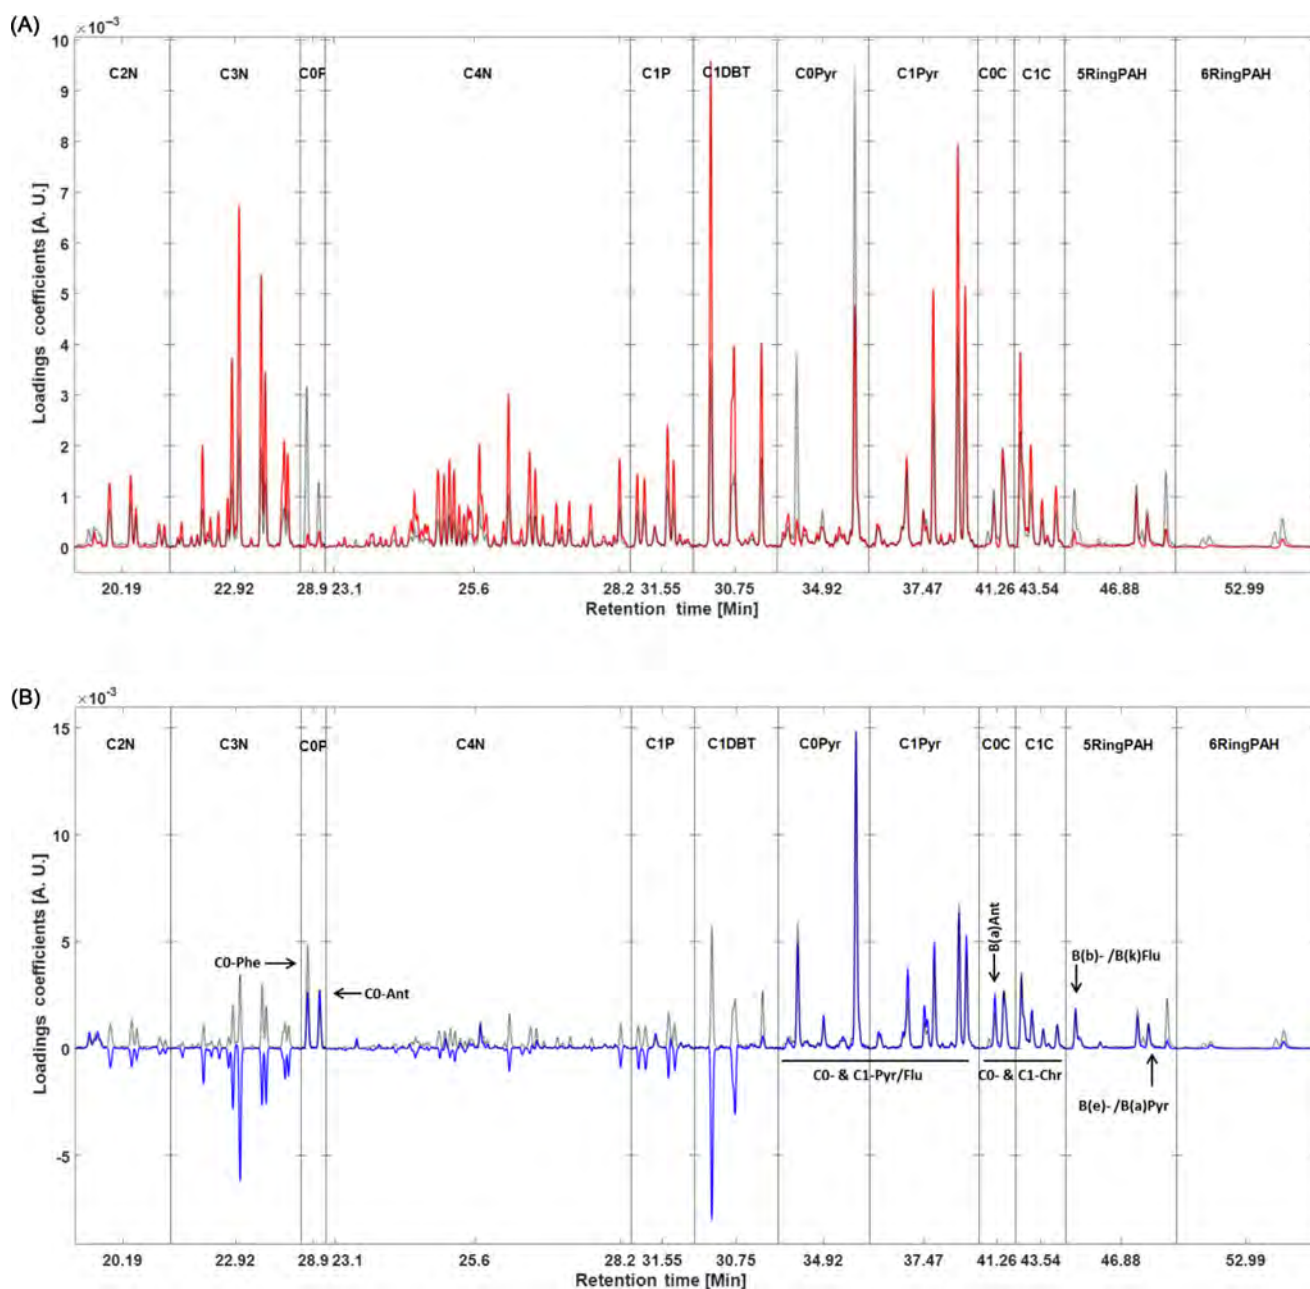 (A)
×10⁻³
C2N C3N C0P C4N C1P C1DBT C0Pyr C1Pyr C0C C1C 5RingPAH 6RingPAH
10
9
8
7
6
5
4
3
2
1
0
Loadings coefficients [A. U.]
20.19 22.92 28.9 23.1 25.6 28.2 31.55 30.75 34.92 37.47 41.26 43.54 46.88 52.99
Retention time [Min]
(B)
×10⁻³
C2N C3N C0P C4N C1P C1DBT C0Pyr C1Pyr C0C C1C 5RingPAH 6RingPAH
15
10
5
0
-5
Loadings coefficients [A. U.]
C0-Phe
C0-Ant
B(a)Ant
B(b)- /B(k)Flu
C0- & C1-Pyr/Flu
C0- & C1-Chr
B(e)- /B(a)Pyr
20.19 22.92 28.9 23.1 25.6 28.2 31.55 30.75 34.92 37.47 41.26 43.54 46.88 52.99
Retention time [Min]